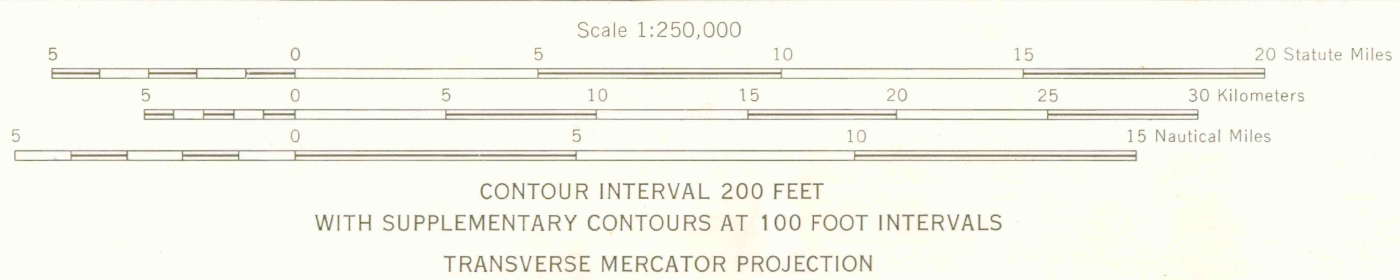 Scale 1:250,000
5 0 5 10 15 20 Statute Miles
5 0 5 10 15 20 25 30 Kilometers
5 0 5 10 15 Nautical Miles
CONTOUR INTERVAL 200 FEET
WITH SUPPLEMENTARY CONTOURS AT 100 FOOT INTERVALS
TRANSVERSE MERCATOR PROJECTION